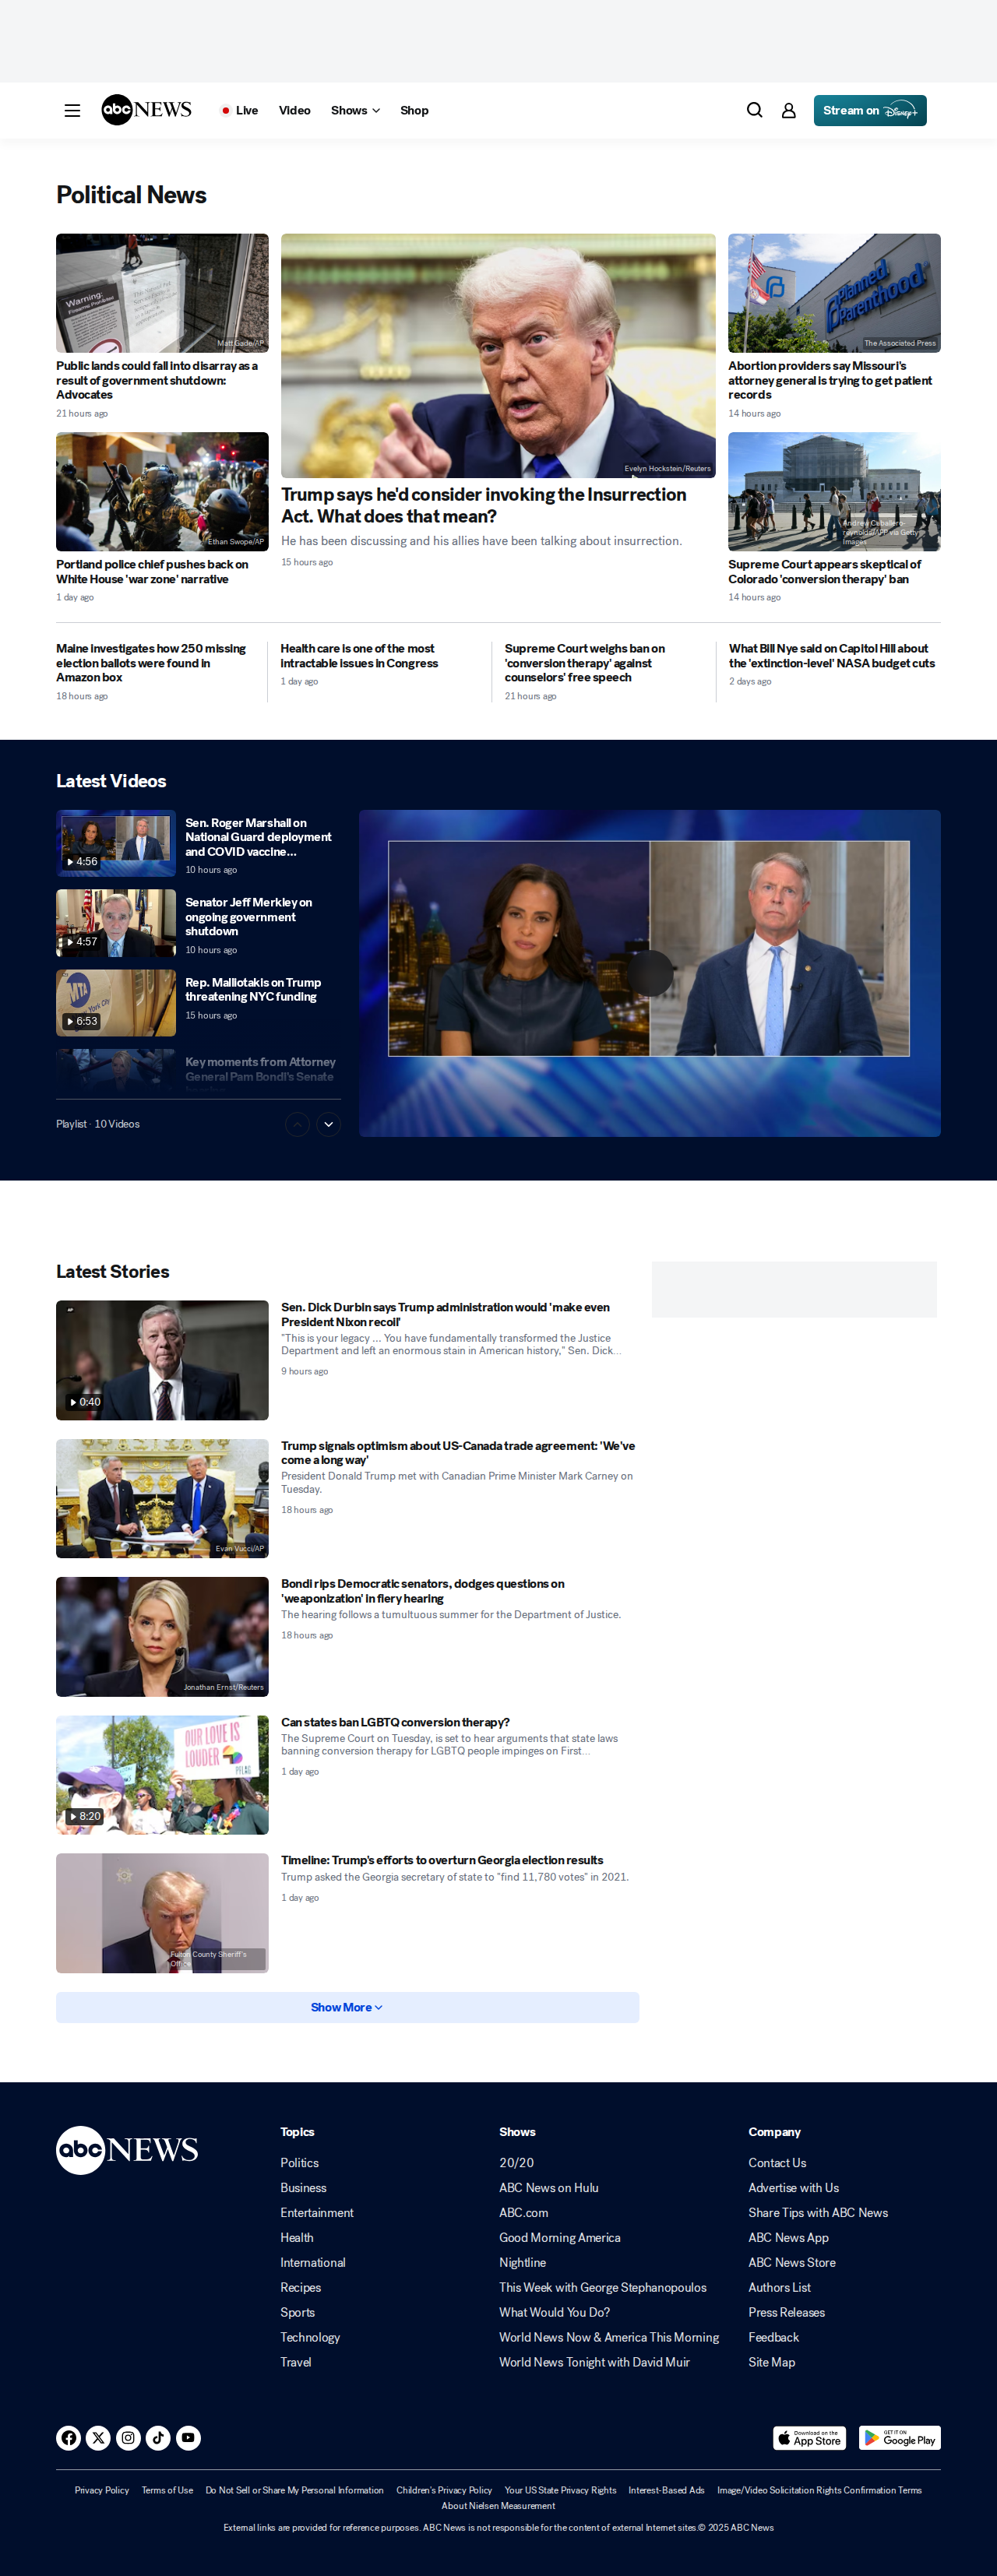 abc NEWS
Live
Video
Shows
Shop
Stream on Disney+
Political News
Warning:
Firearms Prohibited
Matt Gade/AP
Public lands could fall into disarray as a
result of government shutdown:
Advocates
21 hours ago
Ethan Swope/AP
Portland police chief pushes back on
White House 'war zone' narrative
1 day ago
Evelyn Hockstein/Reuters
Trump says he'd consider invoking the Insurrection
Act. What does that mean?
He has been discussing and his allies have been talking about insurrection.
15 hours ago
Planned
Parenthood
The Associated Press
Abortion providers say Missouri's
attorney general is trying to get patient
records
14 hours ago
Andrew Caballero-
reynolds/AFP via Getty
Images
Supreme Court appears skeptical of
Colorado 'conversion therapy' ban
14 hours ago
Maine investigates how 250 missing
election ballots were found in
Amazon box
18 hours ago
Health care is one of the most
intractable issues in Congress
1 day ago
Supreme Court weighs ban on
'conversion therapy' against
counselors' free speech
21 hours ago
What Bill Nye said on Capitol Hill about
the 'extinction-level' NASA budget cuts
2 days ago
Latest Videos
4:56
Sen. Roger Marshall on
National Guard deployment
and COVID vaccine...
10 hours ago
4:57
Senator Jeff Merkley on
ongoing government
shutdown
10 hours ago
MTA
York City
6:53
Rep. Malliotakis on Trump
threatening NYC funding
15 hours ago
Key moments from Attorney
General Pam Bondi's Senate
Playlist · 10 Videos
Latest Stories
AP
0:40
Sen. Dick Durbin says Trump administration would 'make even
President Nixon recoil'
"This is your legacy ... You have fundamentally transformed the Justice
Department and left an enormous stain in American history," Sen. Dick...
9 hours ago
Evan Vucci/AP
Trump signals optimism about US-Canada trade agreement: 'We've
come a long way'
President Donald Trump met with Canadian Prime Minister Mark Carney on
Tuesday.
18 hours ago
Jonathan Ernst/Reuters
Bondi rips Democratic senators, dodges questions on
'weaponization' in fiery hearing
The hearing follows a tumultuous summer for the Department of Justice.
18 hours ago
OUR LOVE IS
LOUDER
PFLAG
8:20
Can states ban LGBTQ conversion therapy?
The Supreme Court on Tuesday, is set to hear arguments that state laws
banning conversion therapy for LGBTQ people impinges on First...
1 day ago
Fulton County Sheriff's
Timeline: Trump's efforts to overturn Georgia election results
Trump asked the Georgia secretary of state to "find 11,780 votes" in 2021.
1 day ago
Show More
abc NEWS
Topics
Politics
Business
Entertainment
Health
International
Recipes
Sports
Technology
Travel
Shows
20/20
ABC News on Hulu
ABC.com
Good Morning America
Nightline
This Week with George Stephanopoulos
What Would You Do?
World News Now & America This Morning
World News Tonight with David Muir
Company
Contact Us
Advertise with Us
Share Tips with ABC News
ABC News App
ABC News Store
Authors List
Press Releases
Feedback
Site Map
Download on the
App Store
GET IT ON
Google Play
Privacy Policy
Terms of Use
Do Not Sell or Share My Personal Information
Children's Privacy Policy
Your US State Privacy Rights
Interest-Based Ads
Image/Video Solicitation Rights Confirmation Terms
About Nielsen Measurement
External links are provided for reference purposes. ABC News is not responsible for the content of external Internet sites.© 2025 ABC News